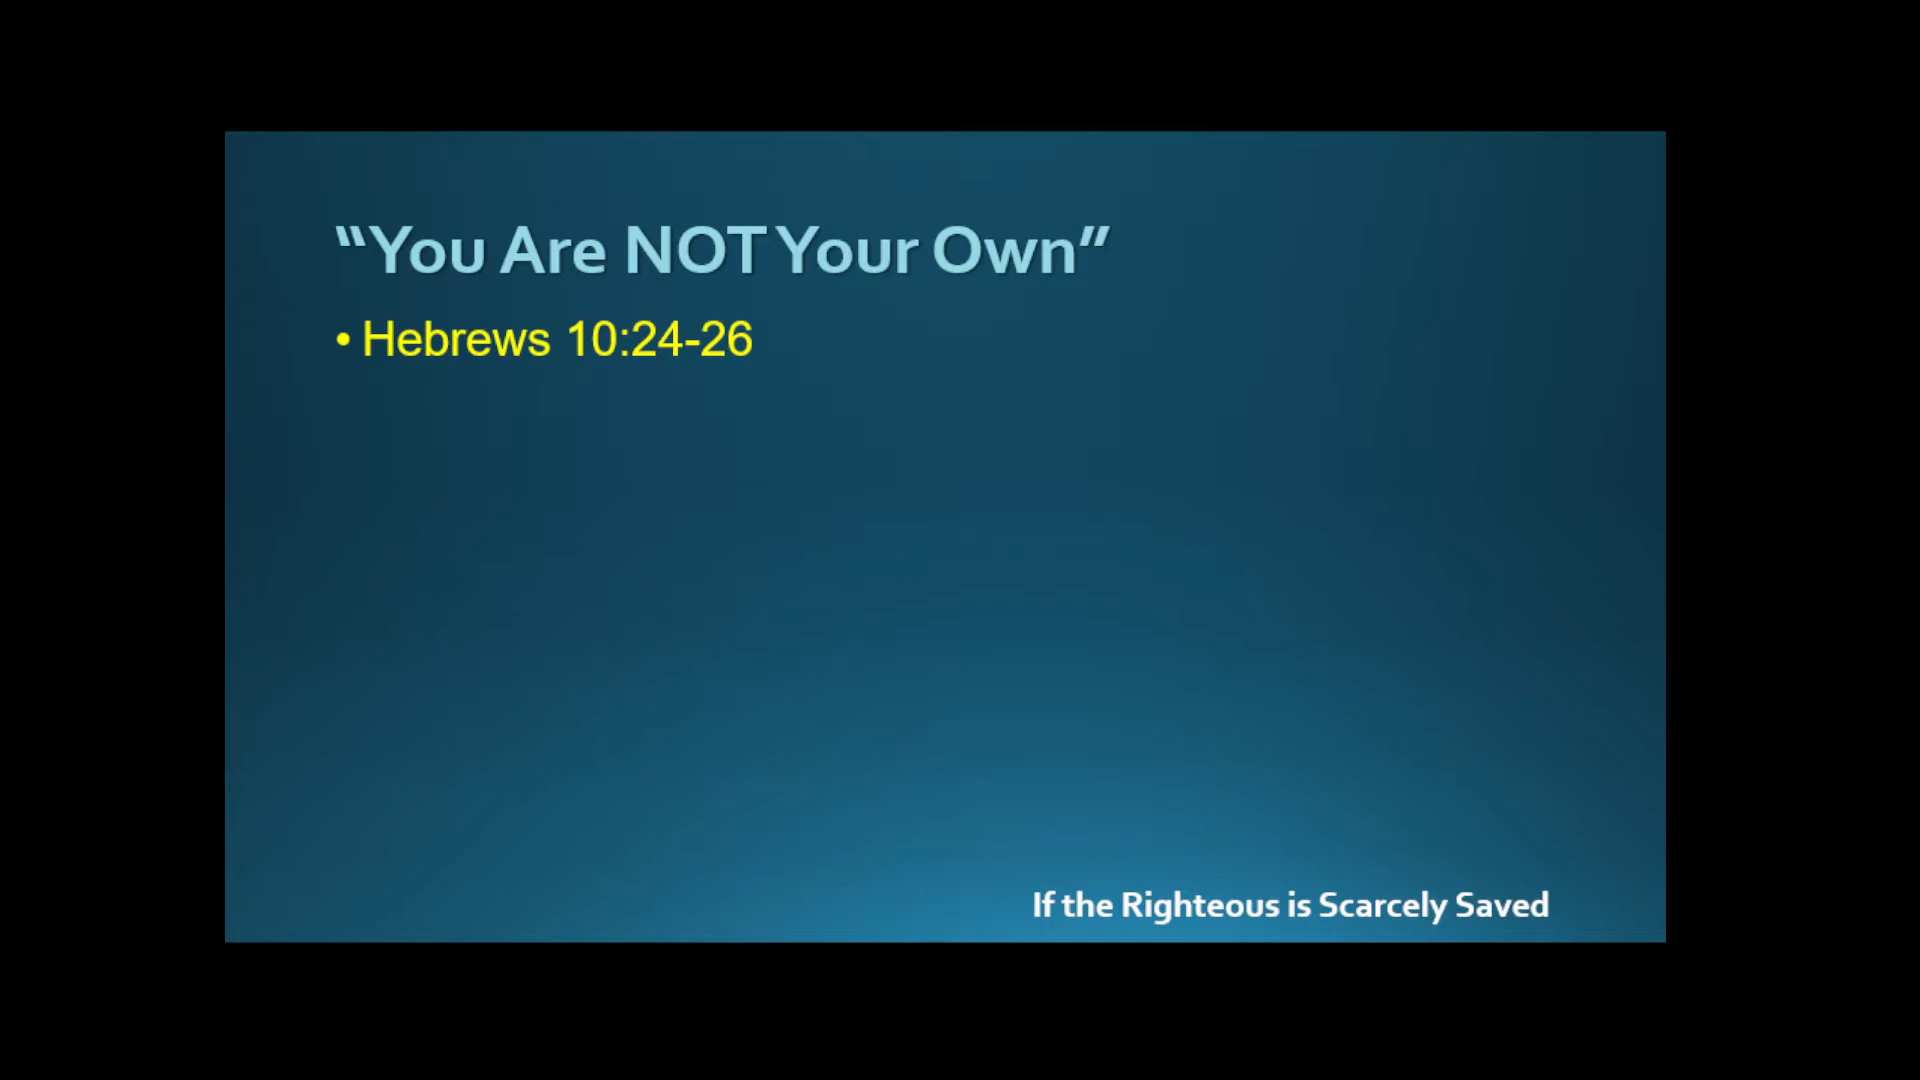 “You Are NOT Your Own”
• Hebrews 10:24-26
If the Righteous is Scarcely Saved